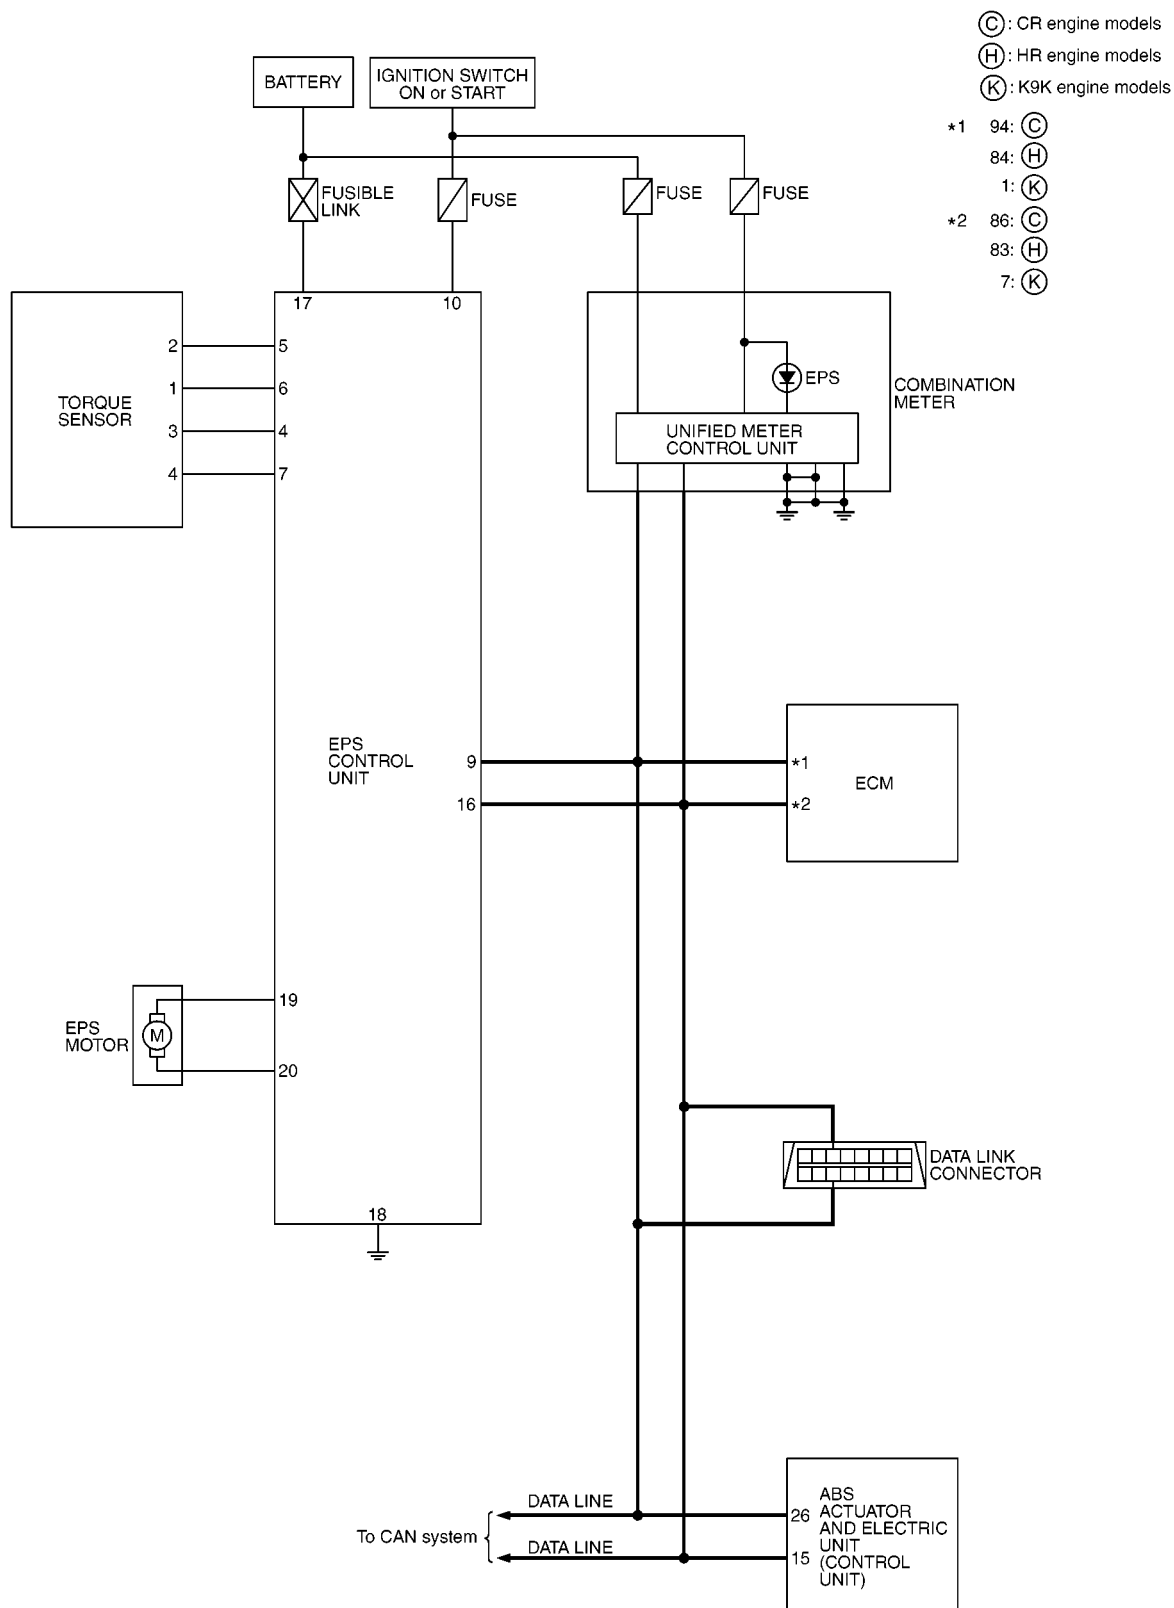 C: CR engine models
H: HR engine models
K: K9K engine models
*1 94: C
84: H
1: K
*2 86: C
83: H
7: K
BATTERY
IGNITION SWITCH
ON or START
FUSIBLE
LINK
FUSE
FUSE
FUSE
17
10
TORQUE
SENSOR
2
1
3
4
5
6
4
7
EPS
COMBINATION
METER
UNIFIED METER
CONTROL UNIT
EPS
CONTROL
UNIT
9
16
*1
*2
ECM
EPS
MOTOR
M
19
20
18
DATA LINK
CONNECTOR
To CAN system
DATA LINE
DATA LINE
26
15
ABS
ACTUATOR
AND ELECTRIC
UNIT
(CONTROL
UNIT)